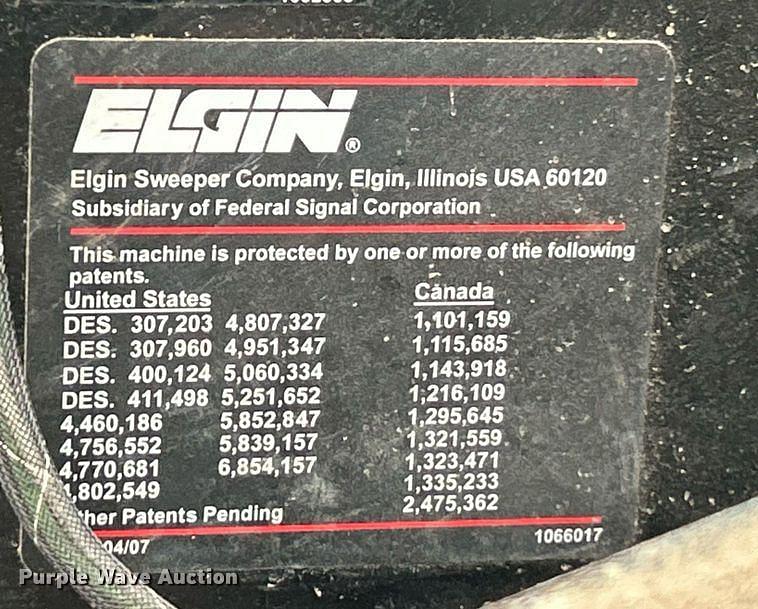 ELGIN®
Elgin Sweeper Company, Elgin, Illinois USA 60120
Subsidiary of Federal Signal Corporation
This machine is protected by one or more of the following
patents.
United States Canada
DES. 307,203 4,807,327 1,101,159
DES. 307,960 4,951,347 1,115,685
DES. 400,124 5,060,334 1,143,918
DES. 411,498 5,251,652 1,216,109
4,460,186 5,852,847 1,295,645
4,756,552 5,839,157 1,321,559
4,770,681 6,854,157 1,323,471
,802,549 1,335,233
2,475,362
Patents Pending
04/07 1066017
Purple Wave Auction